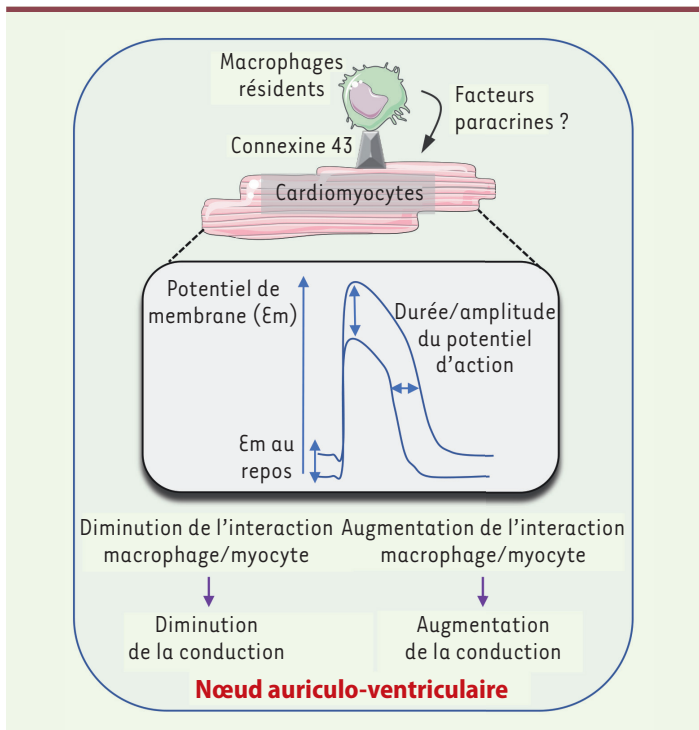 Macrophages
résidents
Facteurs
paracrines ?
Connexine 43
Cardiomyocytes
Potentiel de
membrane (Em)
Durée/amplitude
du potentiel
d’action
Em au
repos
Diminution de l’interaction
macrophage/myocyte
Augmentation de l’interaction
macrophage/myocyte
Diminution
de la conduction
Augmentation
de la conduction
Nœud auriculo-ventriculaire